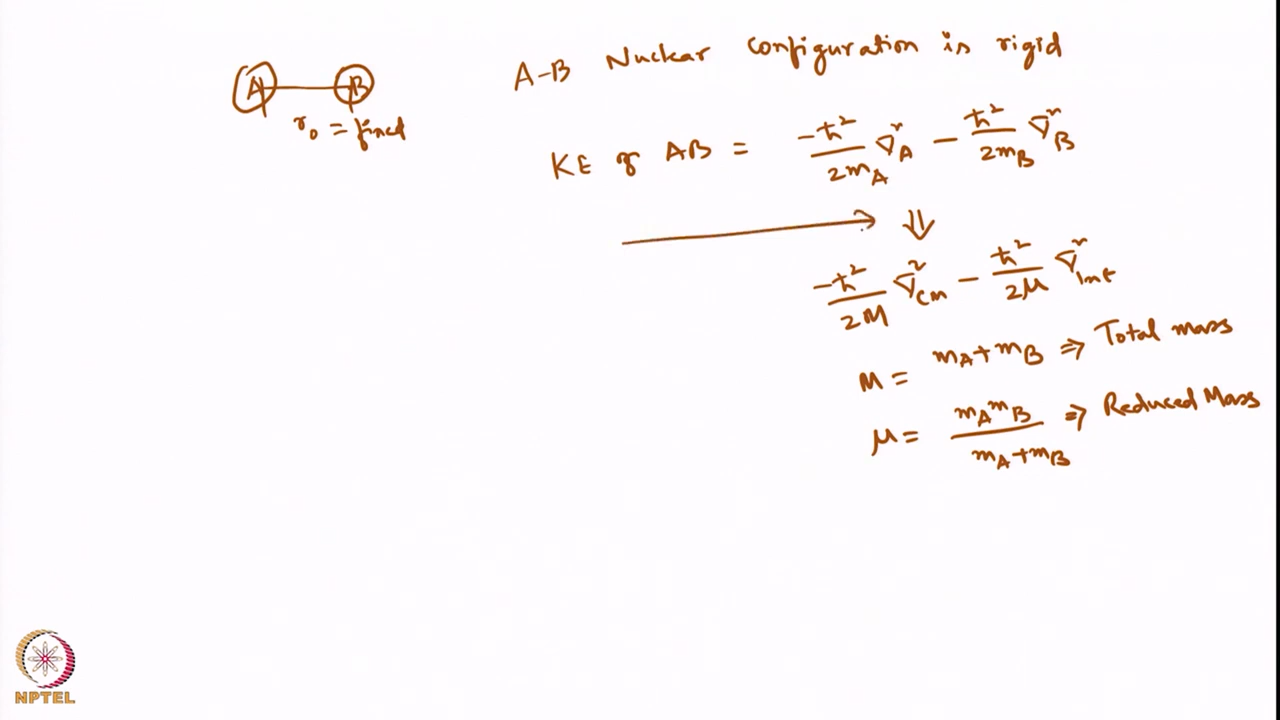 A-B Nuclear configuration is rigid
A B
r₀ = fixed
KE of AB = -ħ²/2m_A ∇²_A - ħ²/2m_B ∇²_B
⇓
-ħ²/2M ∇²_CM - ħ²/2μ ∇²_Int
M = m_A + m_B ⇒ Total mass
μ = m_A m_B / m_A + m_B ⇒ Reduced Mass
NPTEL